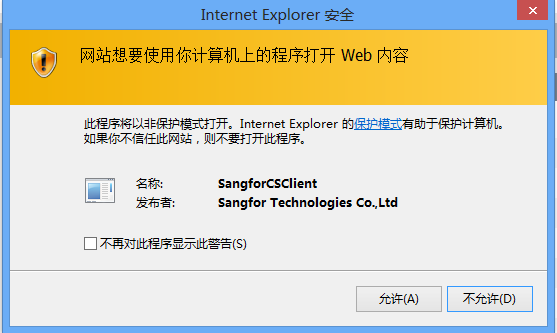 Internet Explorer 安全
网站想要使用你计算机上的程序打开 Web 内容
此程序将以非保护模式打开。Internet Explorer 的保护模式有助于保护计算机。
如果你不信任此网站，则不要打开此程序。
名称: SangforCSClient
发布者: Sangfor Technologies Co.,Ltd
不再对此程序显示此警告(S)
允许(A) 不允许(D)